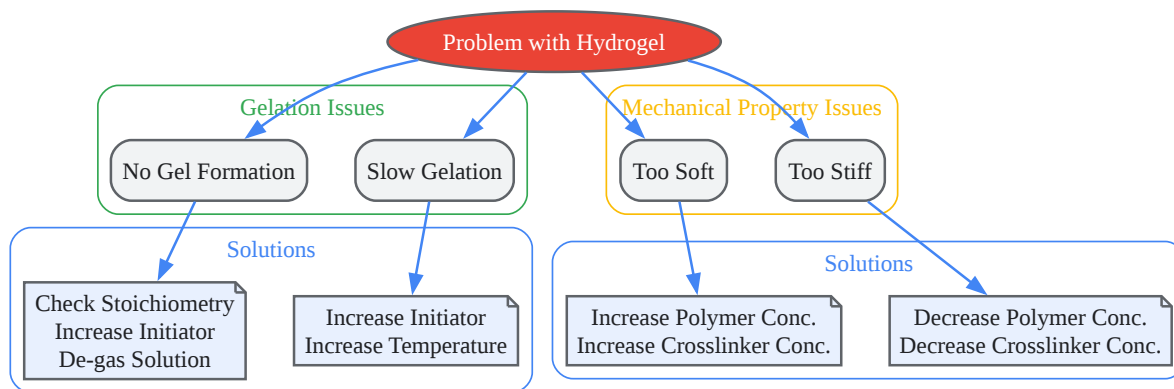 Problem with Hydrogel
Gelation Issues
Mechanical Property Issues
No Gel Formation
Slow Gelation
Too Soft
Too Stiff
Solutions
Solutions
Check Stoichiometry
Increase Initiator
De-gas Solution
Increase Initiator
Increase Temperature
Increase Polymer Conc.
Increase Crosslinker Conc.
Decrease Polymer Conc.
Decrease Crosslinker Conc.